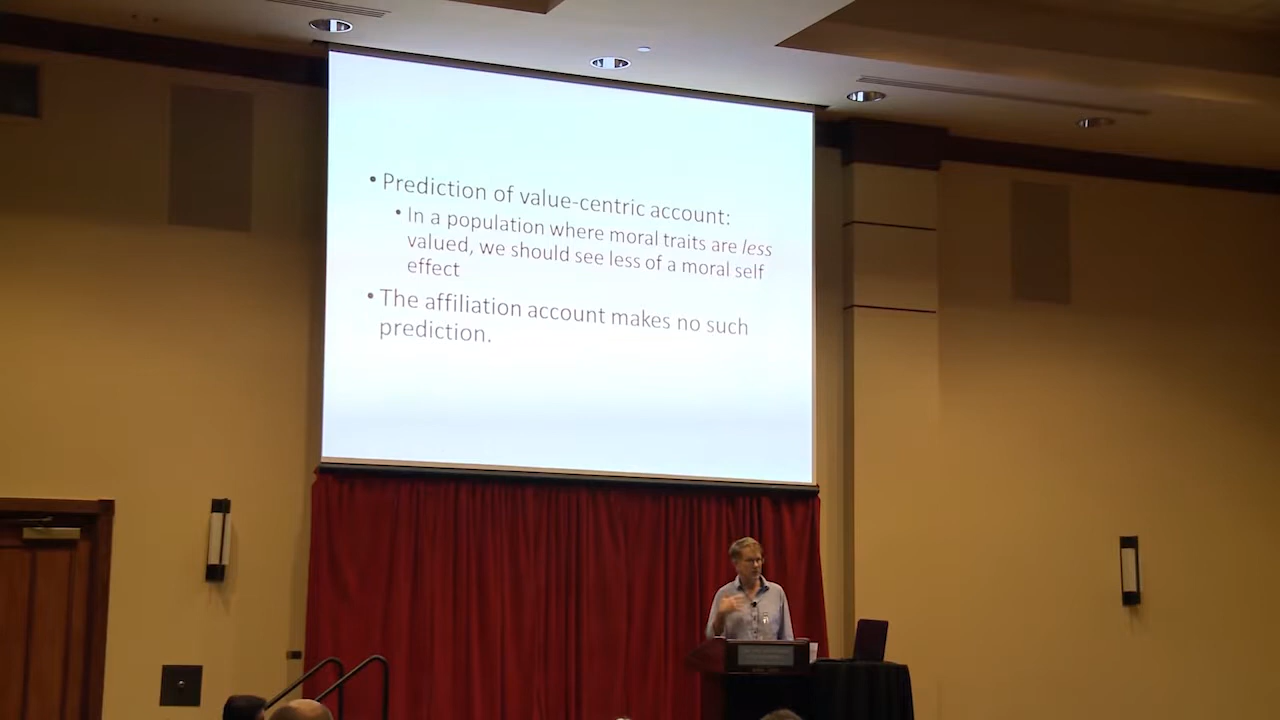 • Prediction of value-centric account:
• In a population where moral traits are less
valued, we should see less of a moral self
effect
• The affiliation account makes no such
prediction.